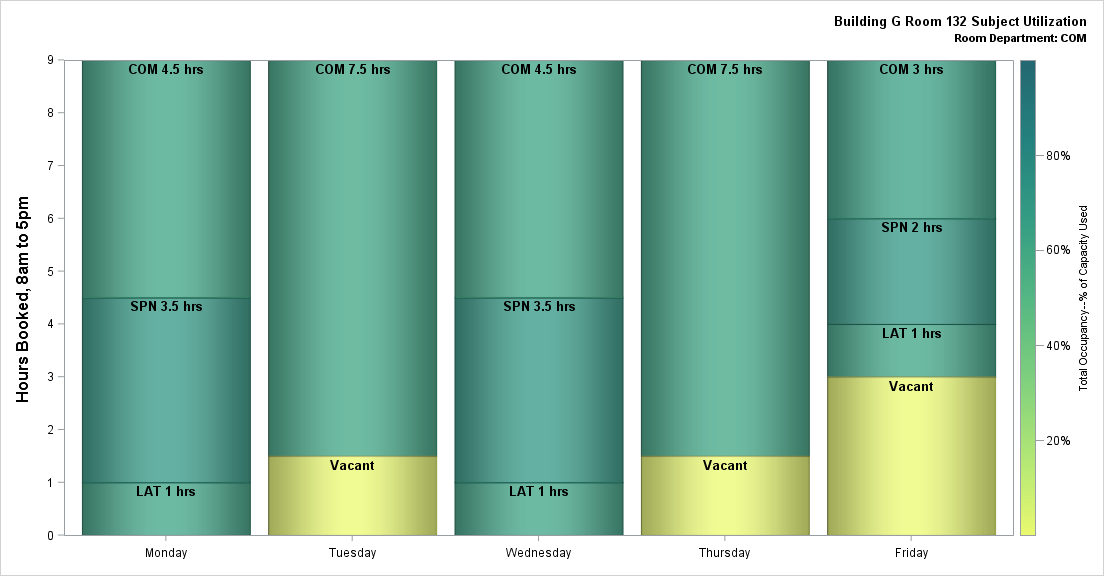 Building G Room 132 Subject Utilization
Room Department: COM
Hours Booked, 8am to 5pm
9
8
7
6
5
4
3
2
1
0
COM 4.5 hrs
SPN 3.5 hrs
LAT 1 hrs
COM 7.5 hrs
Vacant
COM 4.5 hrs
SPN 3.5 hrs
LAT 1 hrs
COM 7.5 hrs
Vacant
COM 3 hrs
SPN 2 hrs
LAT 1 hrs
Vacant
Monday
Tuesday
Wednesday
Thursday
Friday
80%
60%
40%
20%
Total Occupancy--% of Capacity Used